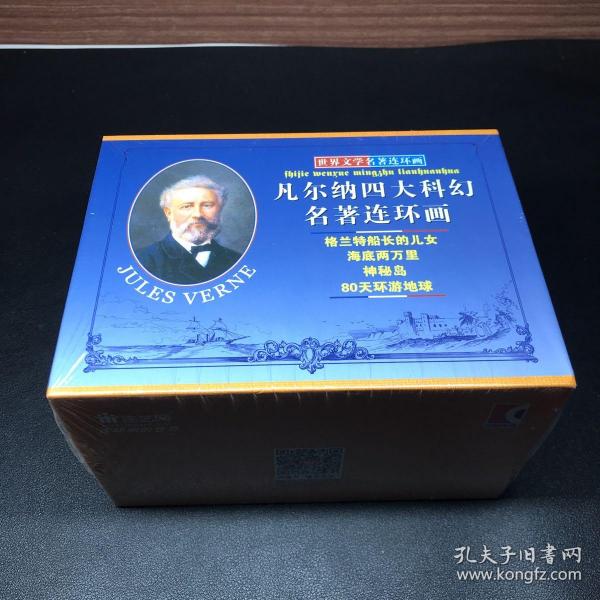 世界文学名著连环画
shijie wenxue mingzhu lianhuanhua
凡尔纳四大科幻
名著连环画
格兰特船长的儿女
海底两万里
神秘岛
80天环游地球
JULES VERNE
孔夫子旧书网
www.kongfz.com